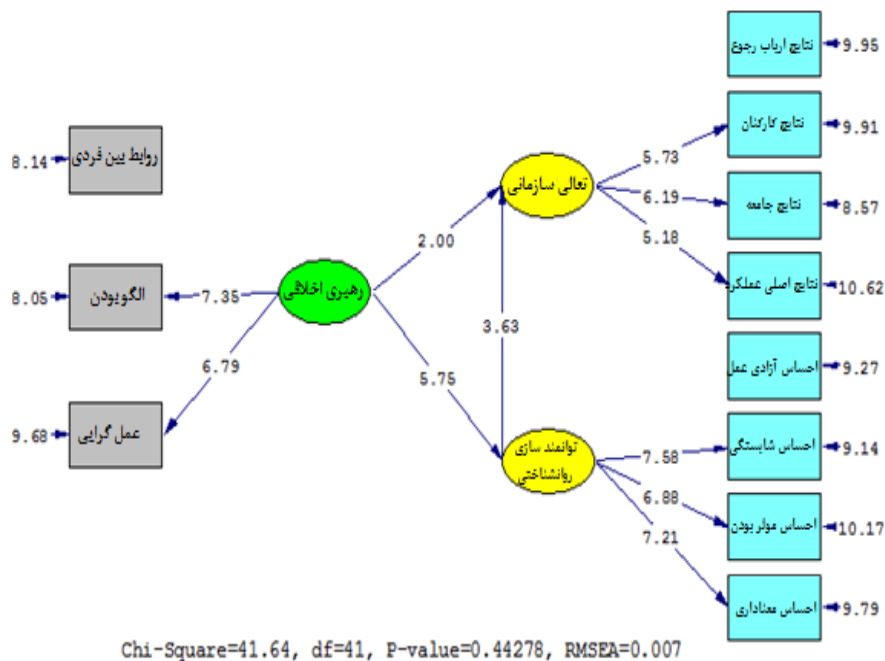 نتایج ارباب رجوع
9.95
نتایج کارکنان
9.91
5.73
روابط بین فردی
8.14
تعالی سازمانی
6.19
نتایج جامعه
8.57
2.00
5.18
نتایج اصلی عملکرد
10.62
8.05
الگو بودن
7.35
رهبری اخلاقی
3.63
6.79
احساس آزادی عمل
9.27
5.75
9.68
عمل گرایی
توانمند سازی
روانشناختی
7.58
احساس شایستگی
9.14
6.88
احساس موثر بودن
10.17
7.21
احساس معناداری
9.79
Chi-Square=41.64, df=41, P-value=0.44278, RMSEA=0.007